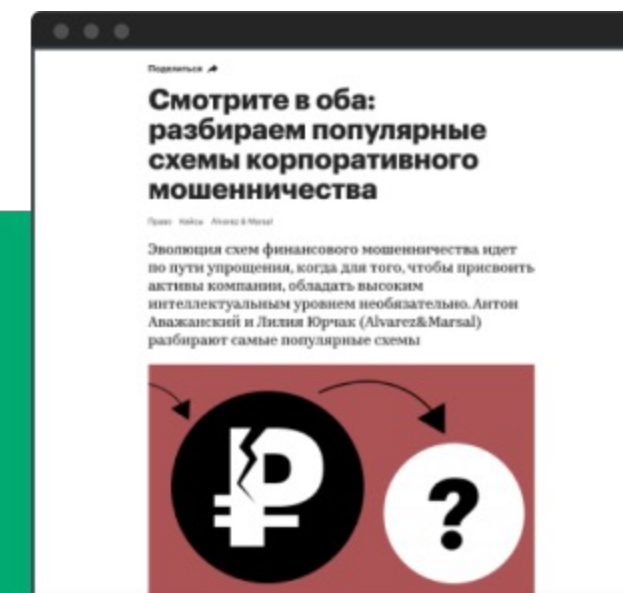 Поделиться
Смотрите в оба:
разбираем популярные
схемы корпоративного
мошенничества
Право Кейсы Alvarez & Marsal
Эволюция схем финансового мошенничества идет
по пути упрощения, когда для того, чтобы присвоить
активы компании, обладать высоким
интеллектуальным уровнем необязательно. Антон
Аважанский и Лилия Юрчак (Alvarez&Marsal)
разбирают самые популярные схемы
?